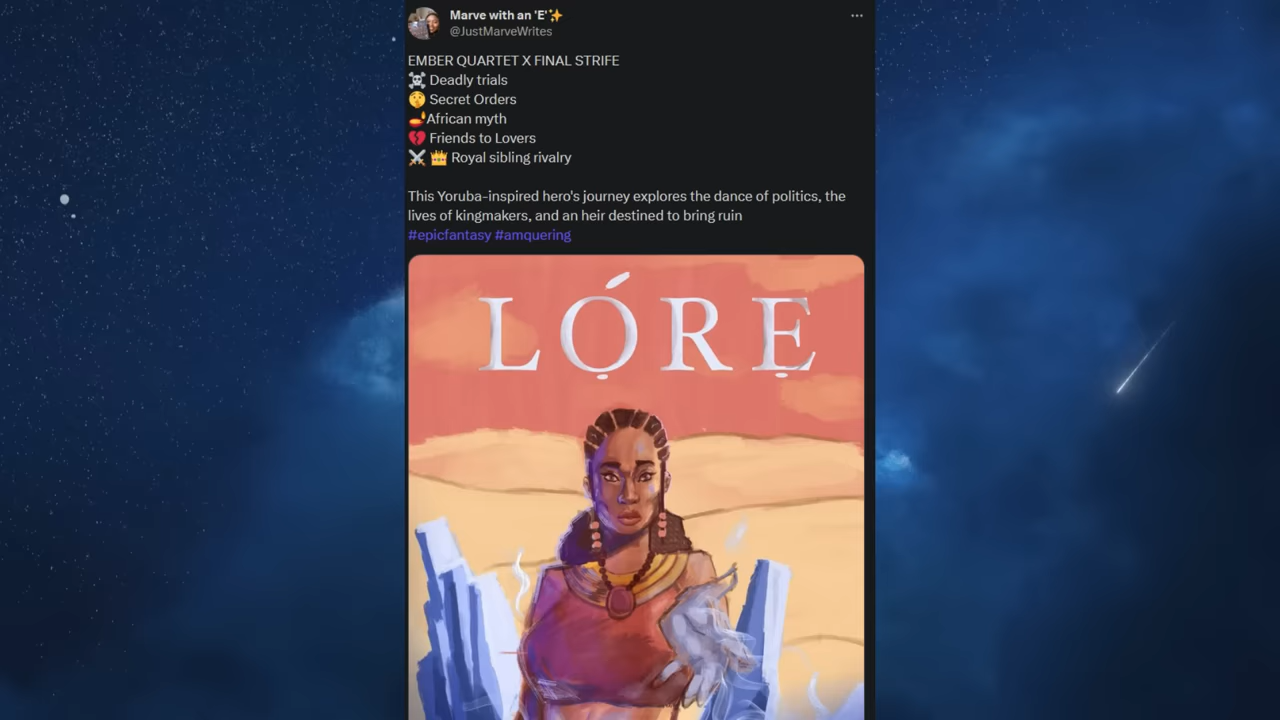 Marve with an 'E'✨
@JustMarveWrites
EMBER QUARTET X FINAL STRIFE
☠️ Deadly trials
🤫 Secret Orders
🪔African myth
💔 Friends to Lovers
⚔️ 👑 Royal sibling rivalry
This Yoruba-inspired hero's journey explores the dance of politics, the
lives of kingmakers, and an heir destined to bring ruin
#epicfantasy #amquering
LỌ́RẸ